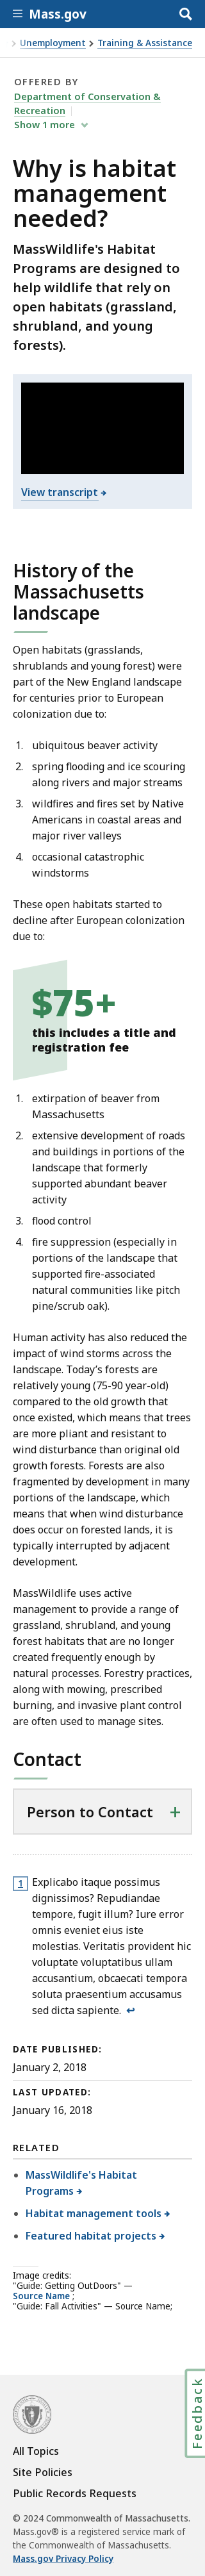 Mass.gov
Unemployment > Training & Assistance
OFFERED BY
Department of Conservation &
Recreation |
Show 1 more
Why is habitat
management
needed?
MassWildlife's Habitat
Programs are designed to
help wildlife that rely on
open habitats (grassland,
shrubland, and young
forests).
View transcript
History of the
Massachusetts
landscape
Open habitats (grasslands,
shrublands and young forest) were
part of the New England landscape
for centuries prior to European
colonization due to:
1. ubiquitous beaver activity
2. spring flooding and ice scouring
along rivers and major streams
3. wildfires and fires set by Native
Americans in coastal areas and
major river valleys
4. occasional catastrophic
windstorms
These open habitats started to
decline after European colonization
due to:
$75+
this includes a title and
registration fee
1. extirpation of beaver from
Massachusetts
2. extensive development of roads
and buildings in portions of the
landscape that formerly
supported abundant beaver
activity
3. flood control
4. fire suppression (especially in
portions of the landscape that
supported fire-associated
natural communities like pitch
pine/scrub oak).
Human activity has also reduced the
impact of wind storms across the
landscape. Today's forests are
relatively young (75-90 year-old)
compared to the old growth that
once existed, which means that trees
are more pliant and resistant to
wind disturbance than original old
growth forests. Forests are also
fragmented by development in many
portions of the landscape, which
means that when wind disturbance
does occur on forested lands, it is
typically interrupted by adjacent
development.
MassWildlife uses active
management to provide a range of
grassland, shrubland, and young
forest habitats that are no longer
created frequently enough by
natural processes. Forestry practices,
along with mowing, prescribed
burning, and invasive plant control
are often used to manage sites.
Contact
Person to Contact +
1 Explicabo itaque possimus
dignissimos? Repudiandae
tempore, fugit illum? Iure error
omnis eveniet eius iste
molestias. Veritatis provident hic
voluptate voluptatibus ullam
accusantium, obcaecati tempora
soluta praesentium accusamus
sed dicta sapiente. ↩
DATE PUBLISHED:
January 2, 2018
LAST UPDATED:
January 16, 2018
RELATED
MassWildlife's Habitat
Programs
Habitat management tools
Featured habitat projects
Image credits:
"Guide: Getting OutDoors" —
Source Name ;
"Guide: Fall Activities" — Source Name;
Feedback
All Topics
Site Policies
Public Records Requests
© 2024 Commonwealth of Massachusetts.
Mass.gov® is a registered service mark of
the Commonwealth of Massachusetts.
Mass.gov Privacy Policy